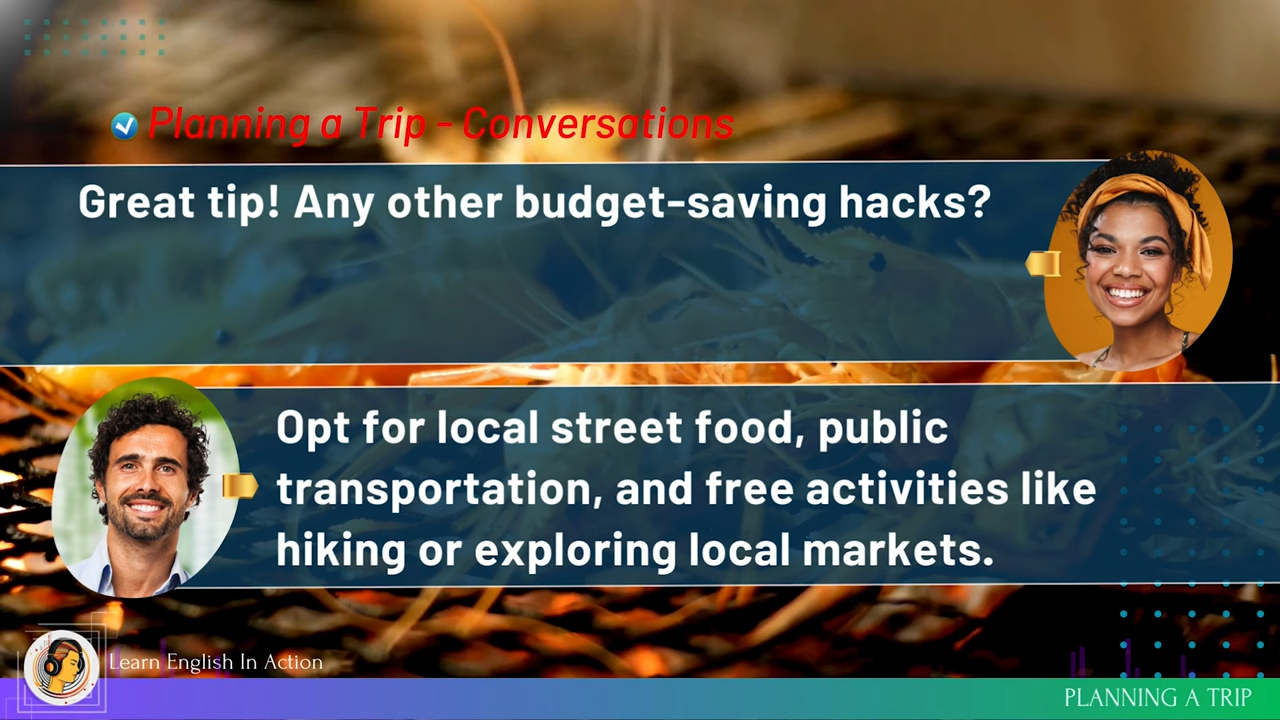 Planning a Trip - Conversations
Great tip! Any other budget-saving hacks?
Opt for local street food, public
transportation, and free activities like
hiking or exploring local markets.
Learn English In Action
PLANNING A TRIP